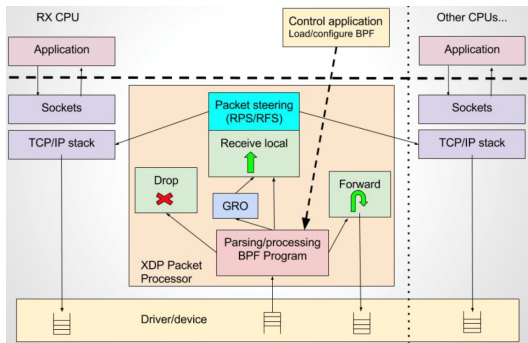 RX CPU
Control application
Load/configure BPF
Other CPUs...
Application
Application
Sockets
Sockets
Packet steering
(RPS/RFS)
TCP/IP stack
TCP/IP stack
Receive local
Drop
Forward
GRO
Parsing/processing
BPF Program
XDP Packet
Processor
Driver/device